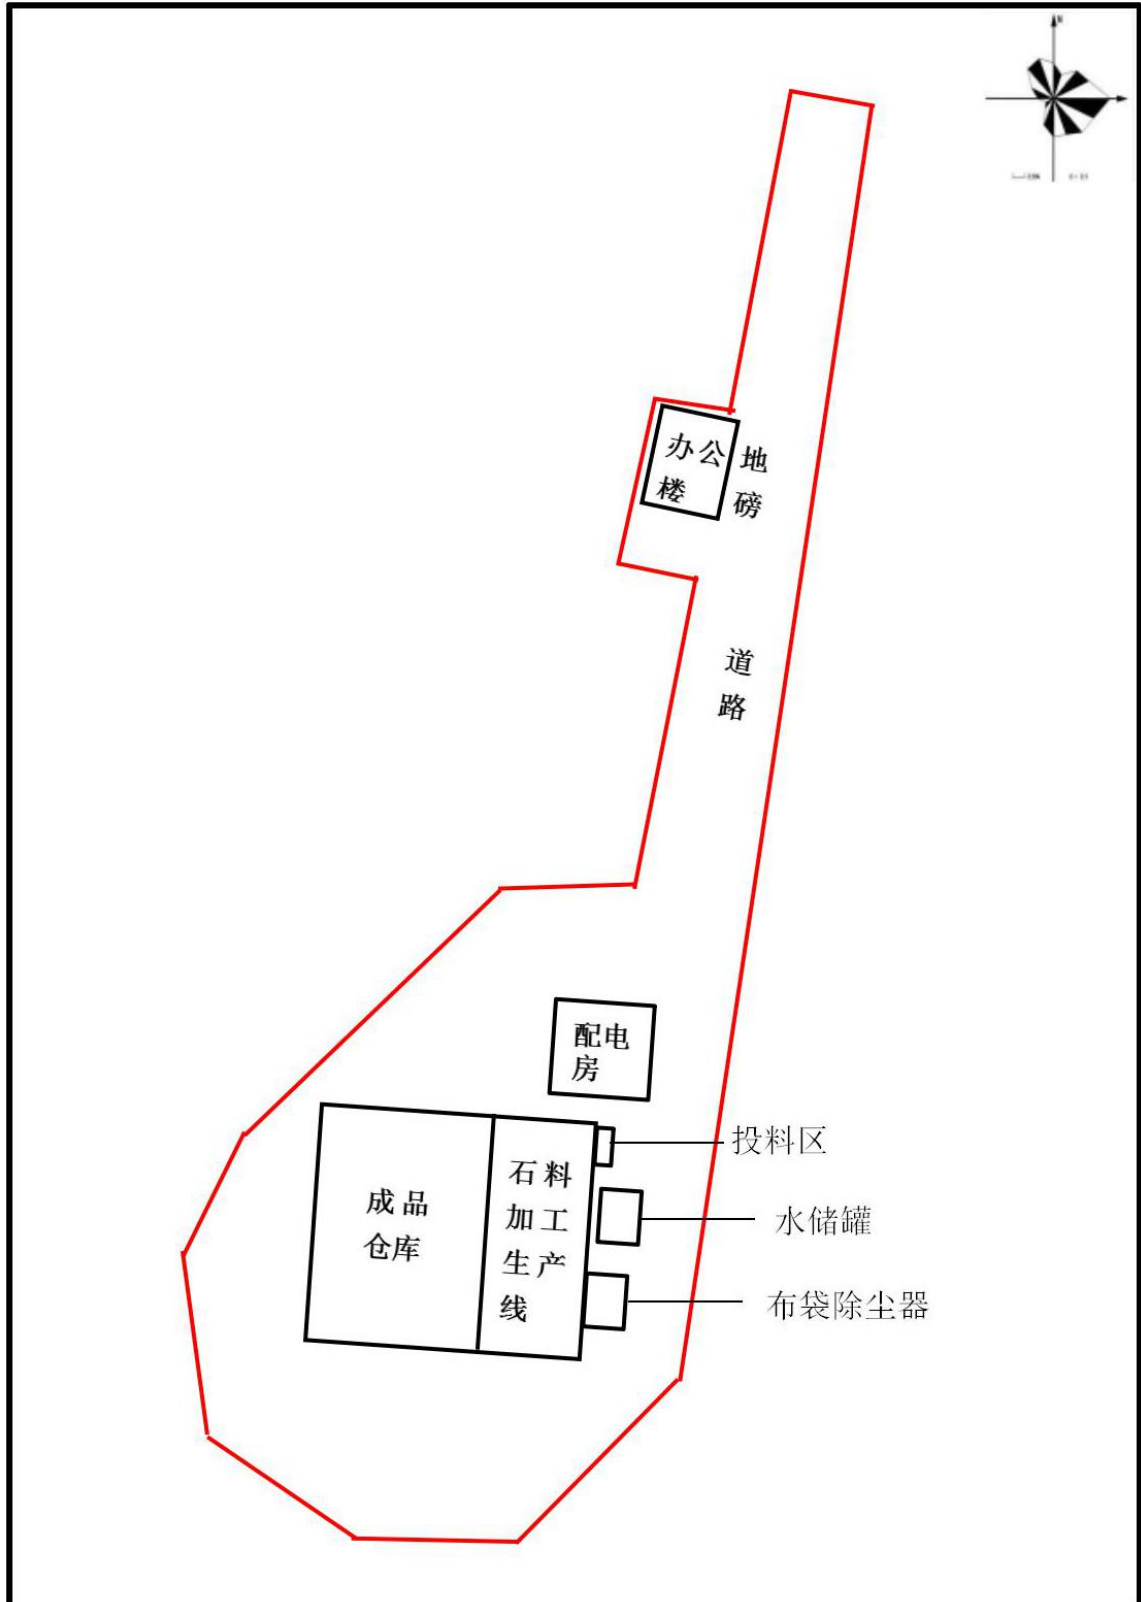 N
办公
楼
地
磅
道
路
配电
房
投料区
成品
仓库
石料
加工
生产
线
水储罐
布袋除尘器